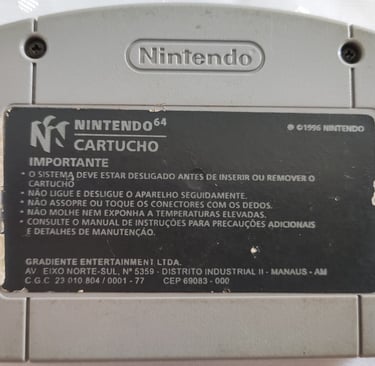 Nintendo
NINTENDO 64
® ©1996 NINTENDO
CARTUCHO
IMPORTANTE
• O SISTEMA DEVE ESTAR DESLIGADO ANTES DE INSERIR OU REMOVER O
CARTUCHO
• NÃO LIGUE E DESLIGUE O APARELHO SEGUIDAMENTE.
• NÃO ASSOPRE OU TOQUE OS CONECTORES COM OS DEDOS.
• NÃO MOLHE NEM EXPONHA A TEMPERATURAS ELEVADAS.
• CONSULTE O MANUAL DE INSTRUÇÕES PARA PRECAUÇÕES ADICIONAIS
E DETALHES DE MANUTENÇÃO.
GRADIENTE ENTERTAINMENT LTDA.
AV EIXO NORTE-SUL, Nº 5359 - DISTRITO INDUSTRIAL II - MANAUS - AM
C.G.C 23 010 804 / 0001 - 77 CEP 69083 - 000